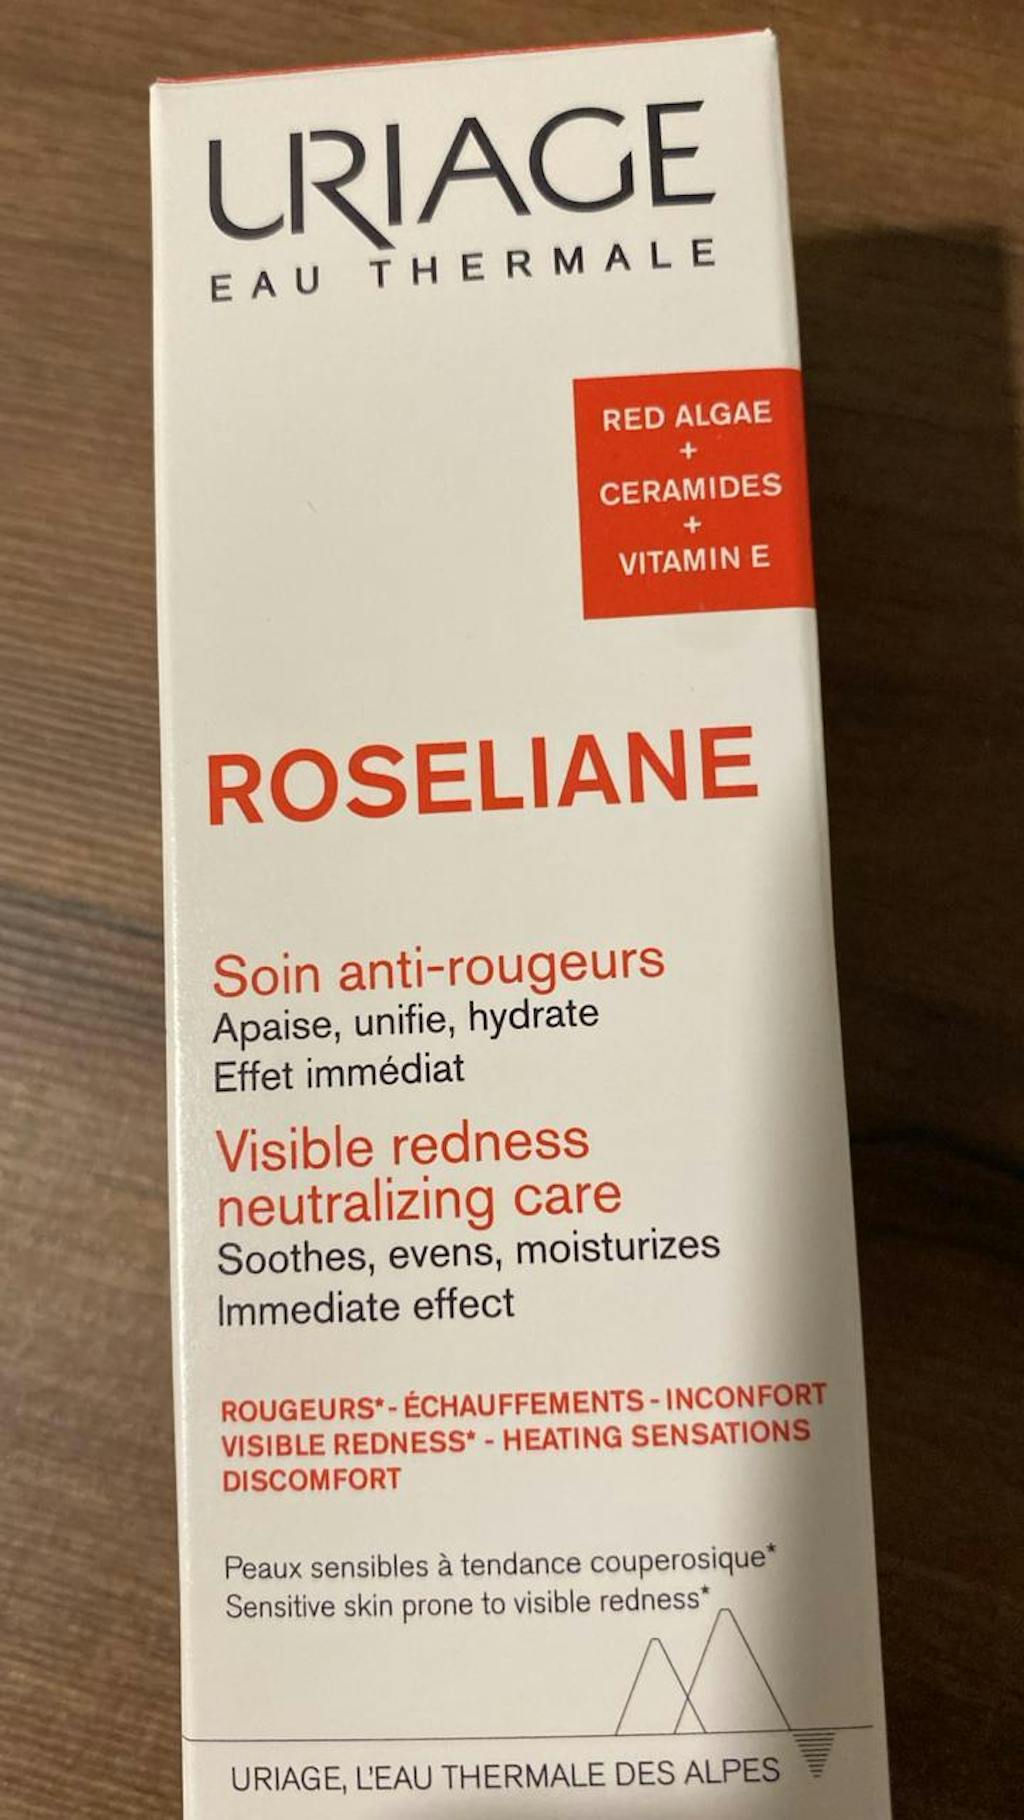 URIAGE
EAU THERMALE
RED ALGAE
+
CERAMIDES
+
VITAMIN E
ROSELIANE
Soin anti-rougeurs
Apaise, unifie, hydrate
Effet immédiat
Visible redness
neutralizing care
Soothes, evens, moisturizes
Immediate effect
ROUGEURS* - ÉCHAUFFEMENTS - INCONFORT
VISIBLE REDNESS* - HEATING SENSATIONS
DISCOMFORT
Peaux sensibles à tendance couperosique*
Sensitive skin prone to visible redness*
URIAGE, L'EAU THERMALE DES ALPES